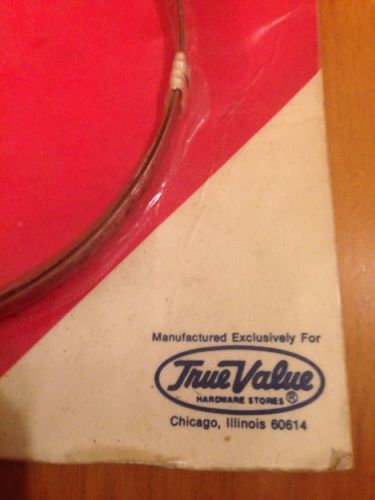 Manufactured Exclusively For
True Value
HARDWARE STORES ®
Chicago, Illinois 60614